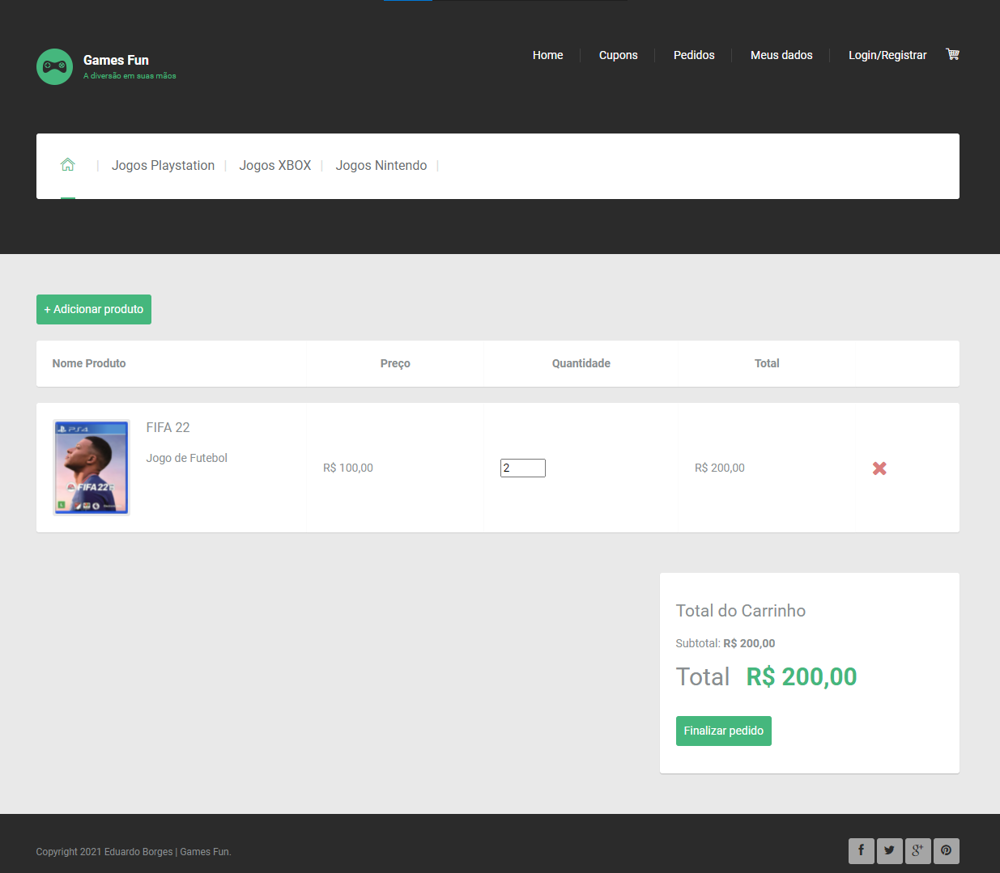 Games Fun
A diversão em suas mãos
Home
Cupons
Pedidos
Meus dados
Login/Registrar
Jogos Playstation
Jogos XBOX
Jogos Nintendo
+ Adicionar produto
Nome Produto
Preço
Quantidade
Total
PS4
FIFA 22
FIFA 22
Jogo de Futebol
R$ 100,00
2
R$ 200,00
Total do Carrinho
Subtotal: R$ 200,00
Total R$ 200,00
Finalizar pedido
Copyright 2021 Eduardo Borges | Games Fun.